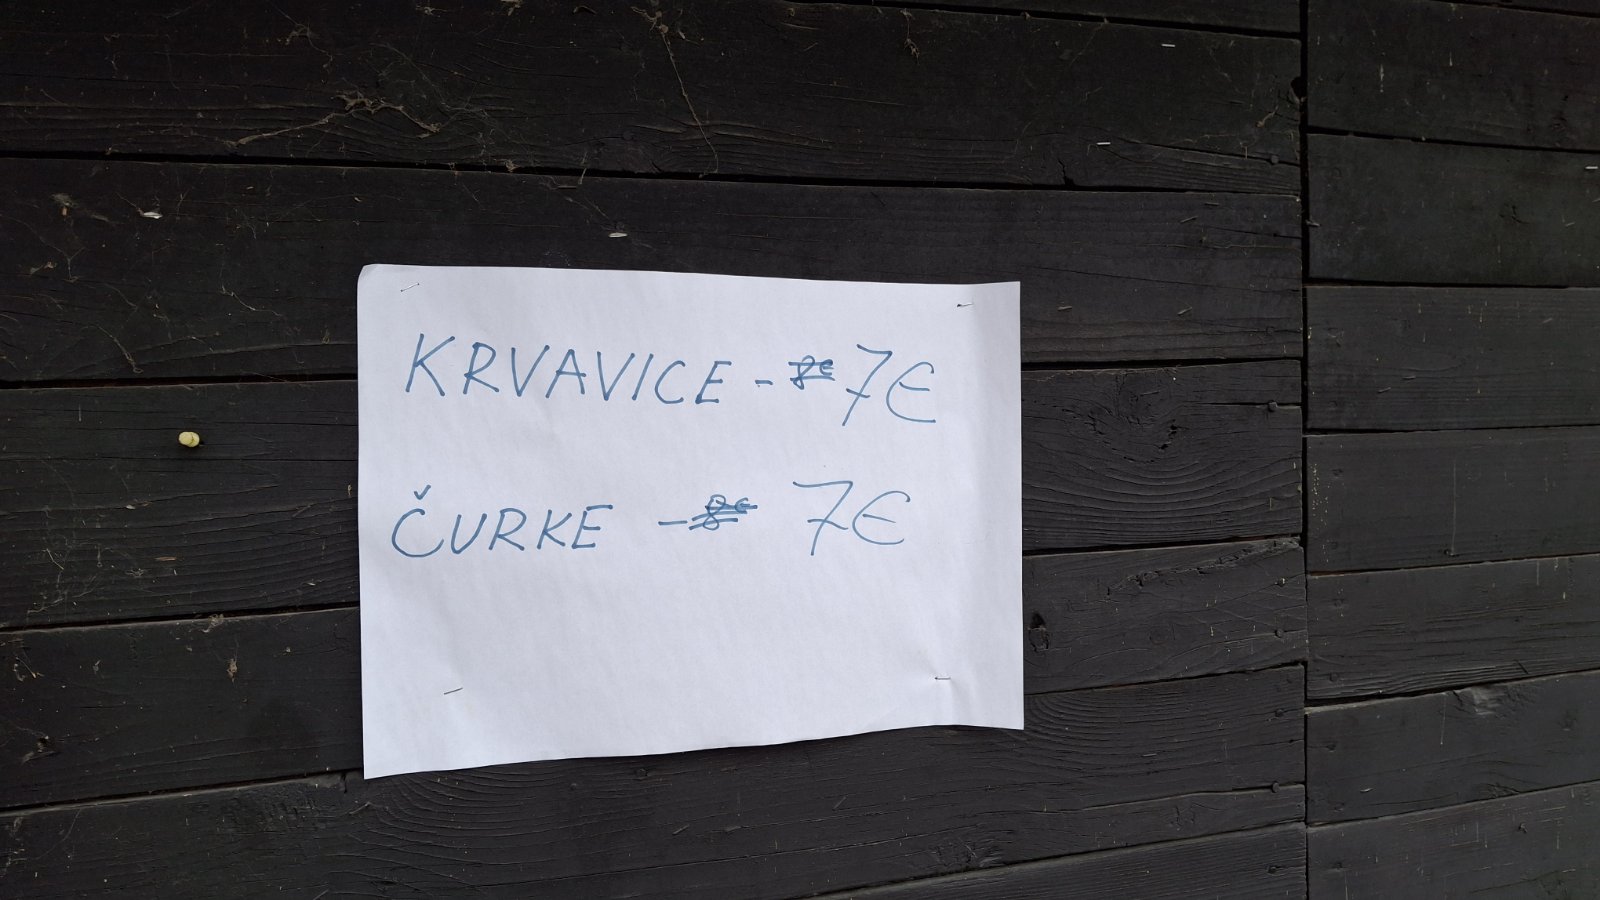 KRVAVICE - 8€ 7€
ČURKE - 8€ 7€